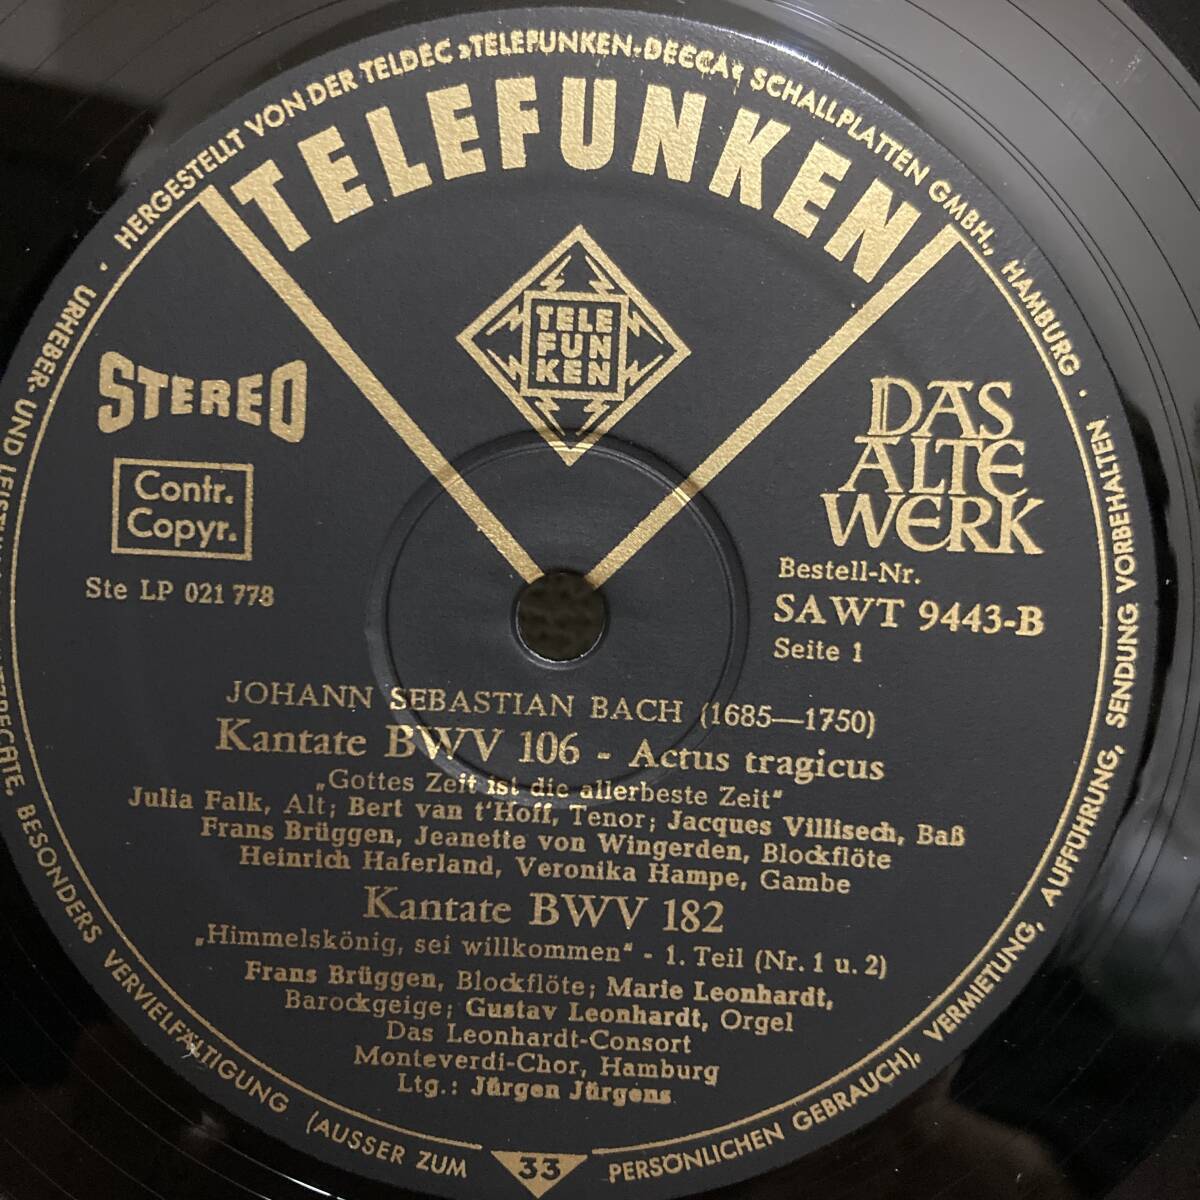 HERGESTELLT VON DER TELDEC »TELEFUNKEN-DECCA« SCHALLPLATTEN GMBH., HAMBURG ·
URHEBER- UND BESONDERS VERVIELFÄLTIGUNG (AUSSER ZUM PERSÖNLICHEN GEBRAUCH), VERMIETUNG, AUFFÜHRUNG, SENDUNG VORBEHALTEN
TELEFUNKEN
TELE
FUN
KEN
STEREO
Contr.
Copyr.
Ste LP 021 778
DAS
ALTE
WERK
Bestell-Nr.
SAWT 9443-B
Seite 1
JOHANN SEBASTIAN BACH (1685—1750)
Kantate BWV 106 - Actus tragicus
„Gottes Zeit ist die allerbeste Zeit“
Julia Falk, Alt; Bert van t'Hoff, Tenor; Jacques Villisech, Baß
Frans Brüggen, Jeanette von Wingerden, Blockflöte
Heinrich Haferland, Veronika Hampe, Gambe
Kantate BWV 182
„Himmelskönig, sei willkommen“ - 1. Teil (Nr. 1 u. 2)
Frans Brüggen, Blockflöte; Marie Leonhardt,
Barockgeige; Gustav Leonhardt, Orgel
Das Leonhardt-Consort
Monteverdi-Chor, Hamburg
Ltg.: Jürgen Jürgens
33